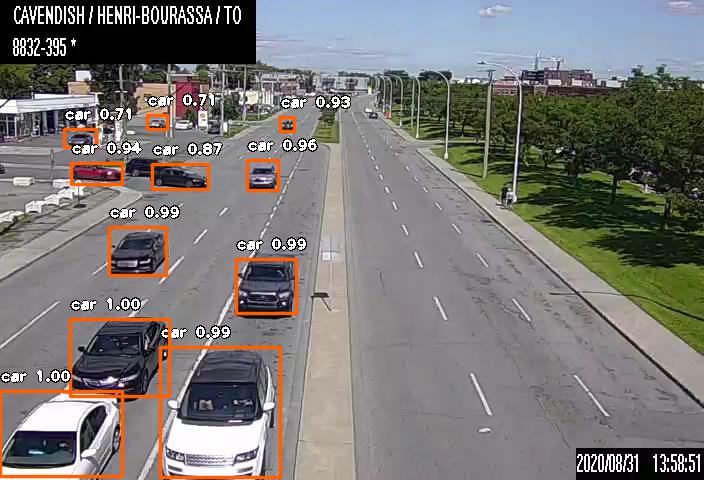 CAVENDISH / HENRI-BOURASSA / TO
8832-395 *
car 0.71
car 0.71
car 0.93
car 0.94
car 0.87
car 0.96
car 0.99
car 0.99
car 1.00
car 0.99
car 1.00
2020/08/31 13:58:51